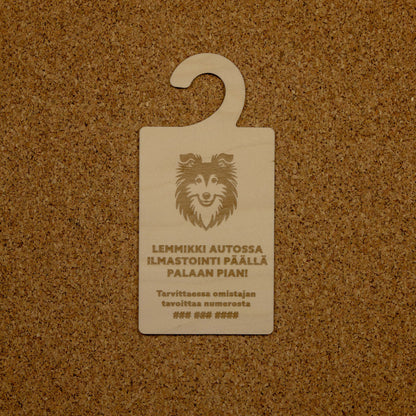 LEMMIKKI AUTOSSA
ILMASTOINTI PÄÄLLÄ
PALAAN PIAN!
Tarvittaessa omistajan
tavoittaa numerosta
### ### ####